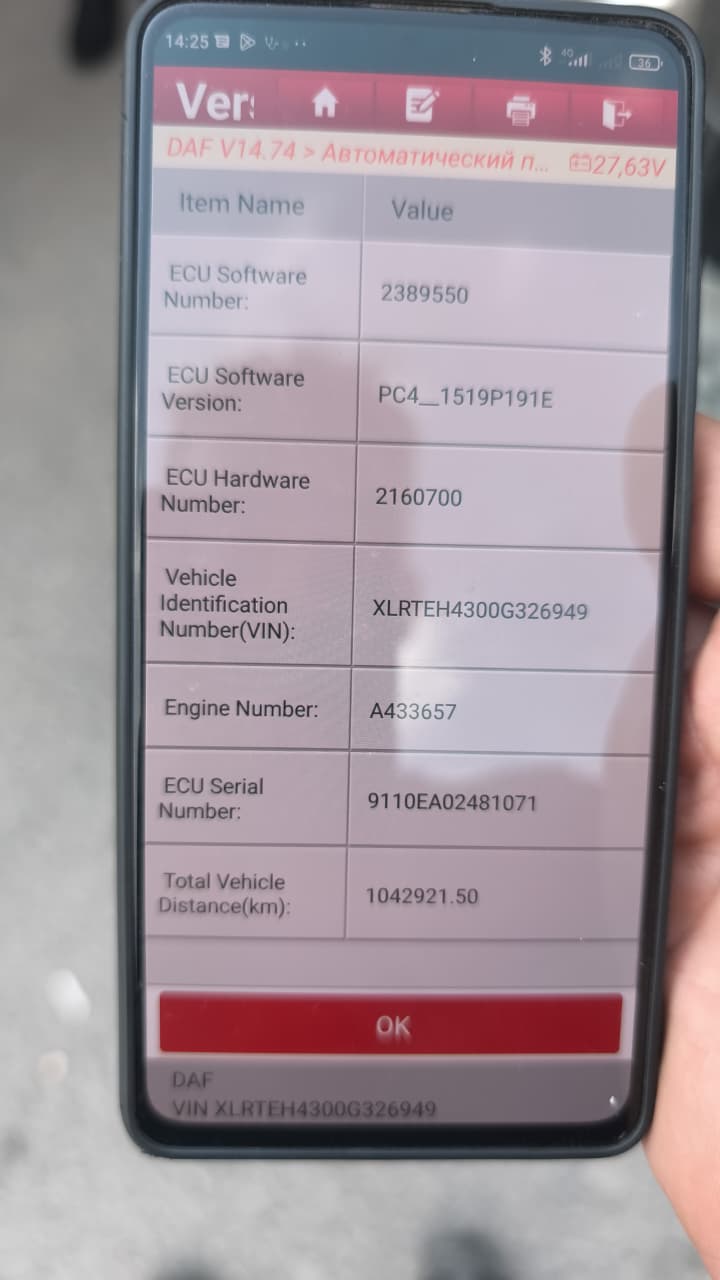 14:25
4G
36
Ver
DAF V14.74 > Автоматический п... 27,63V
Item Name Value
ECU Software
Number:
2389550
ECU Software
Version:
PC4__1519P191E
ECU Hardware
Number:
2160700
Vehicle
Identification
Number(VIN):
XLRTEH4300G326949
Engine Number: A433657
ECU Serial
Number:
9110EA02481071
Total Vehicle
Distance(km):
1042921.50
OK
DAF
VIN XLRTEH4300G326949